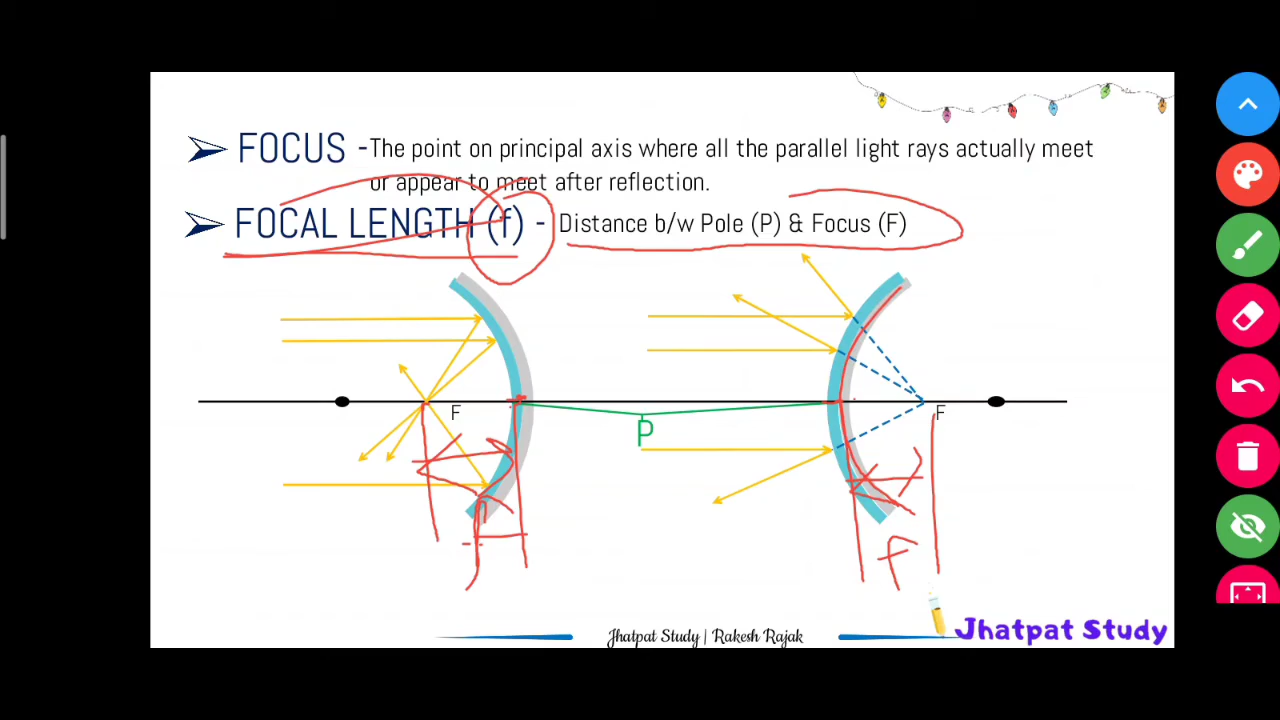 FOCUS - The point on principal axis where all the parallel light rays actually meet
or appear to meet after reflection.
FOCAL LENGTH (f) - Distance b/w Pole (P) & Focus (F)
F
P
F
f
f
Jhatpat Study | Rakesh Rajak
Jhatpat Study